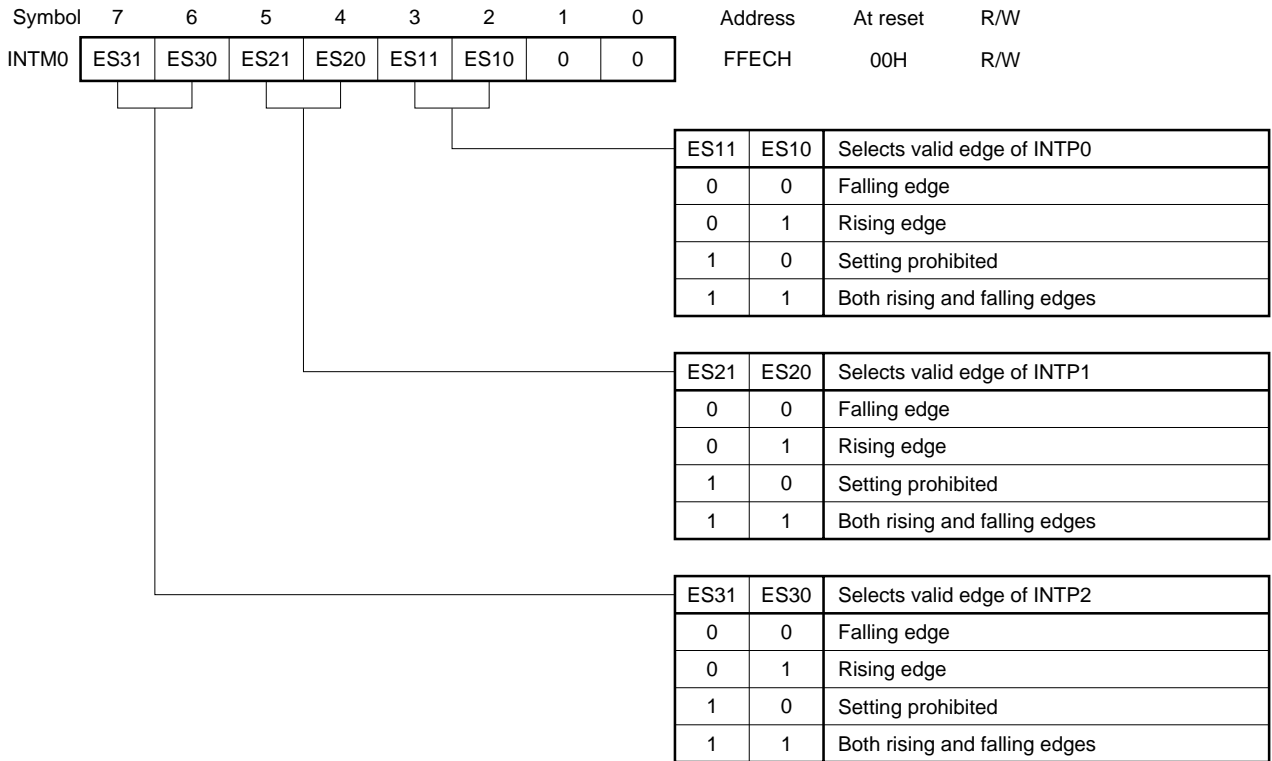 Symbol 7 6 5 4 3 2 1 0 Address At reset R/W
INTM0 ES31 ES30 ES21 ES20 ES11 ES10 0 0 FFECH 00H R/W
ES11 ES10 Selects valid edge of INTP0
0 0 Falling edge
0 1 Rising edge
1 0 Setting prohibited
1 1 Both rising and falling edges
ES21 ES20 Selects valid edge of INTP1
0 0 Falling edge
0 1 Rising edge
1 0 Setting prohibited
1 1 Both rising and falling edges
ES31 ES30 Selects valid edge of INTP2
0 0 Falling edge
0 1 Rising edge
1 0 Setting prohibited
1 1 Both rising and falling edges